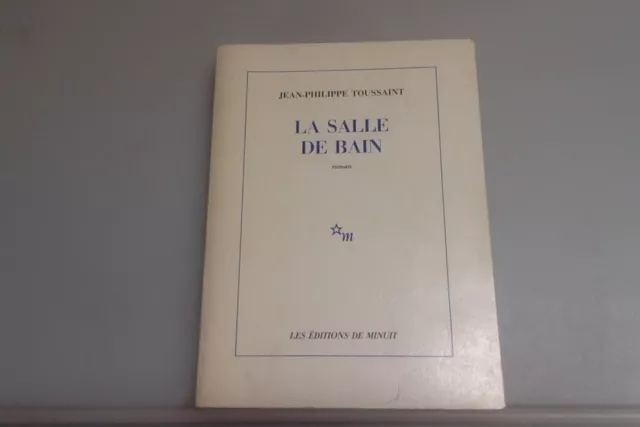 JEAN-PHILIPPE TOUSSAINT
LA SALLE
DE BAIN
roman
m
LES ÉDITIONS DE MINUIT